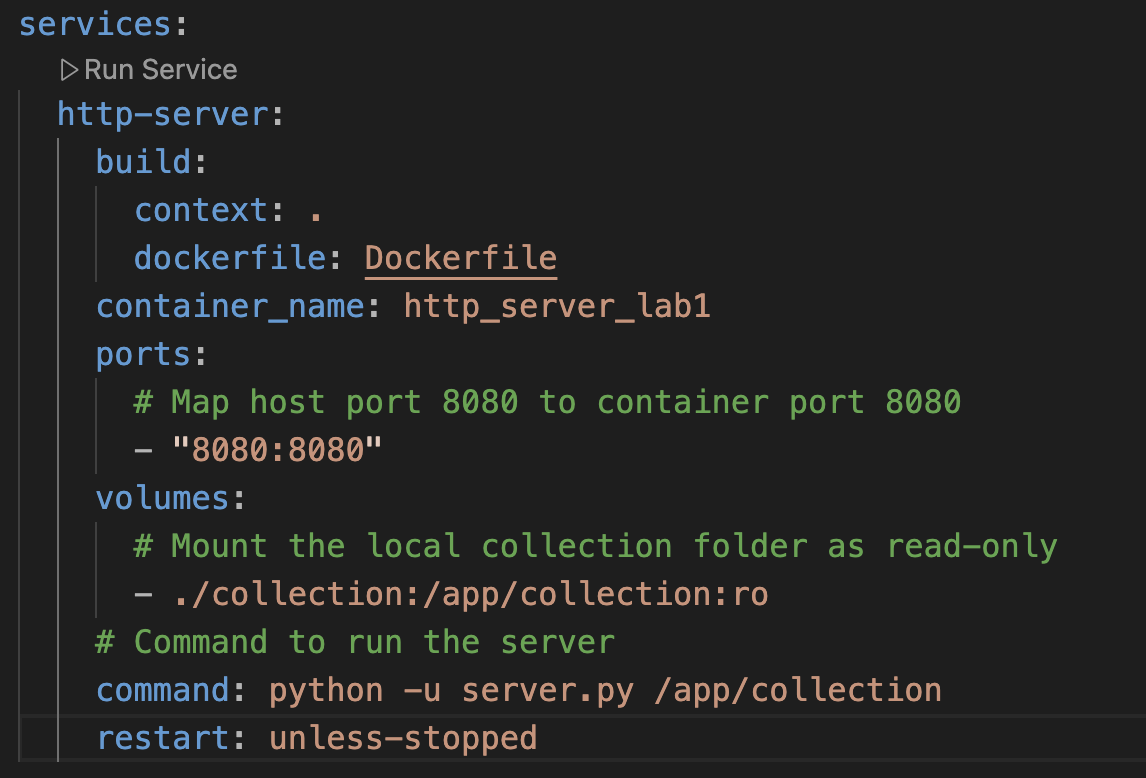 services:
Run Service
http-server:
build:
context: .
dockerfile: Dockerfile
container_name: http_server_lab1
ports:
# Map host port 8080 to container port 8080
- "8080:8080"
volumes:
# Mount the local collection folder as read-only
- ./collection:/app/collection:ro
# Command to run the server
command: python -u server.py /app/collection
restart: unless-stopped